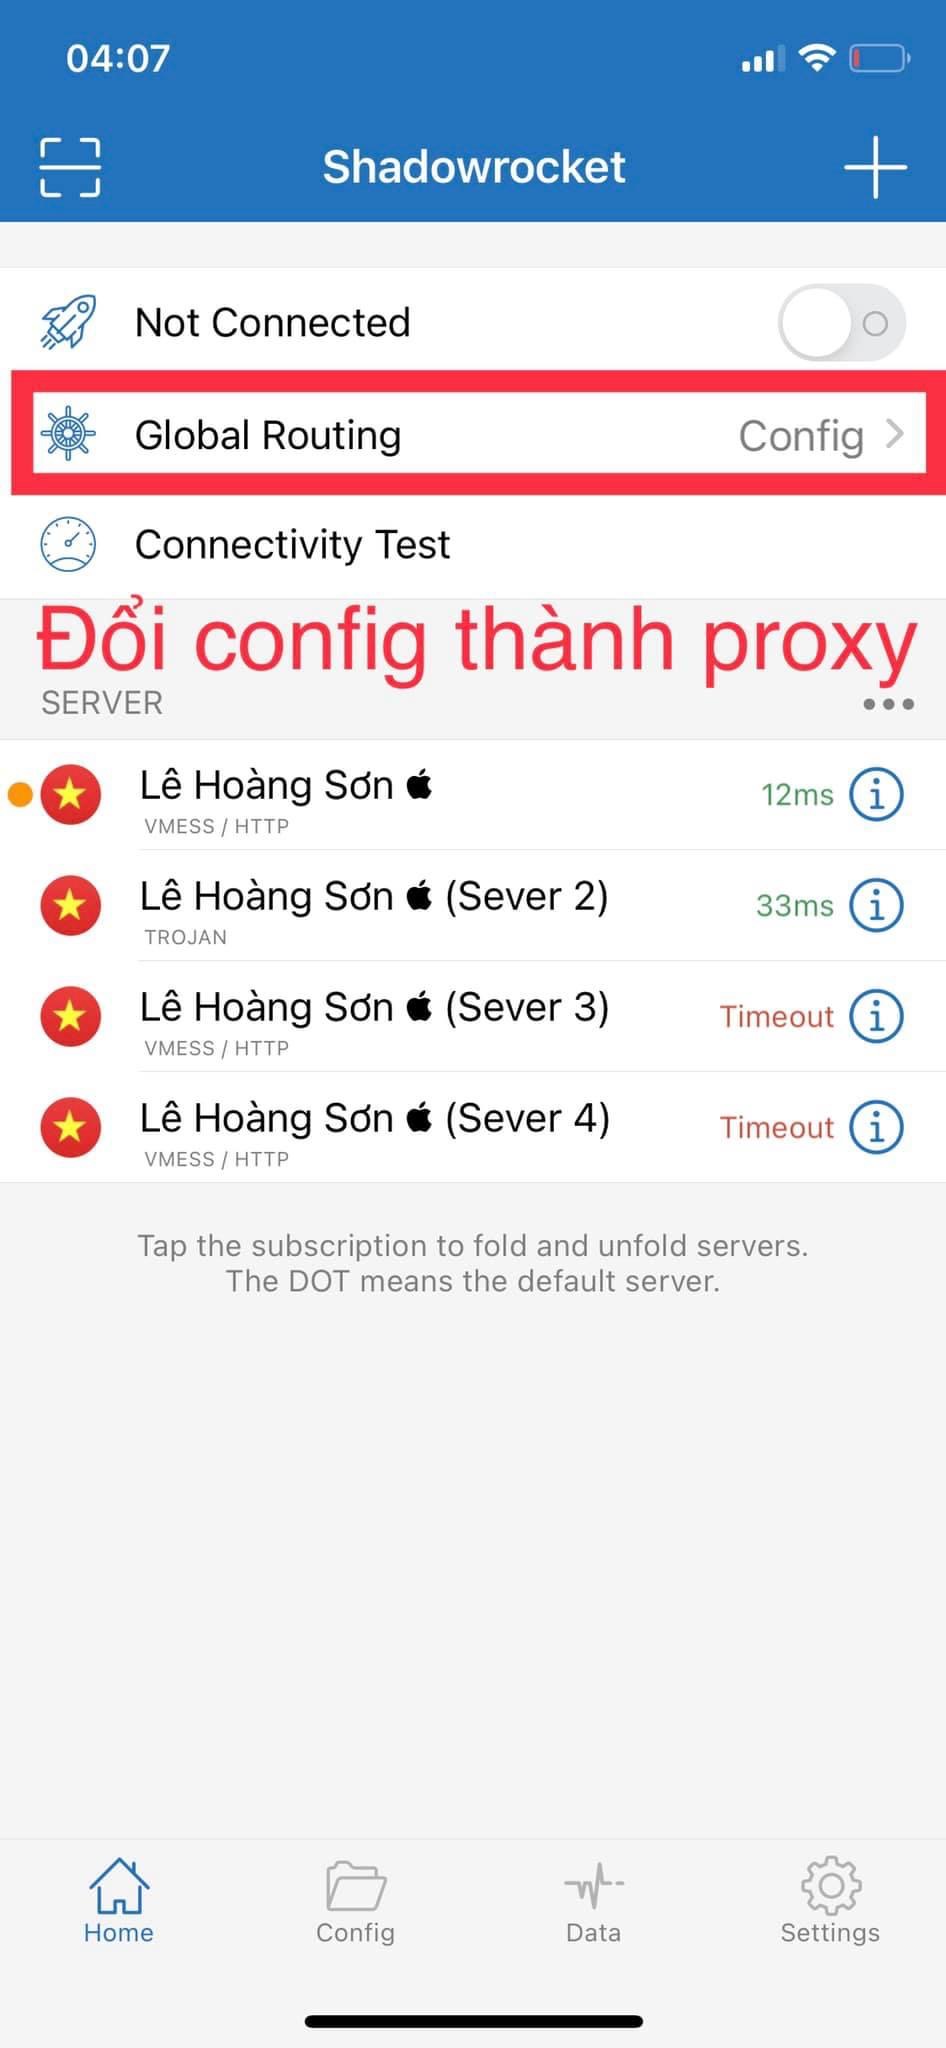 04:07
Shadowrocket
Not Connected
Global Routing Config
Connectivity Test
Đổi config thành proxy
SERVER
Lê Hoàng Sơn 12ms
VMESS / HTTP
Lê Hoàng Sơn (Sever 2) 33ms
TROJAN
Lê Hoàng Sơn (Sever 3) Timeout
VMESS / HTTP
Lê Hoàng Sơn (Sever 4) Timeout
VMESS / HTTP
Tap the subscription to fold and unfold servers.
The DOT means the default server.
Home Config Data Settings